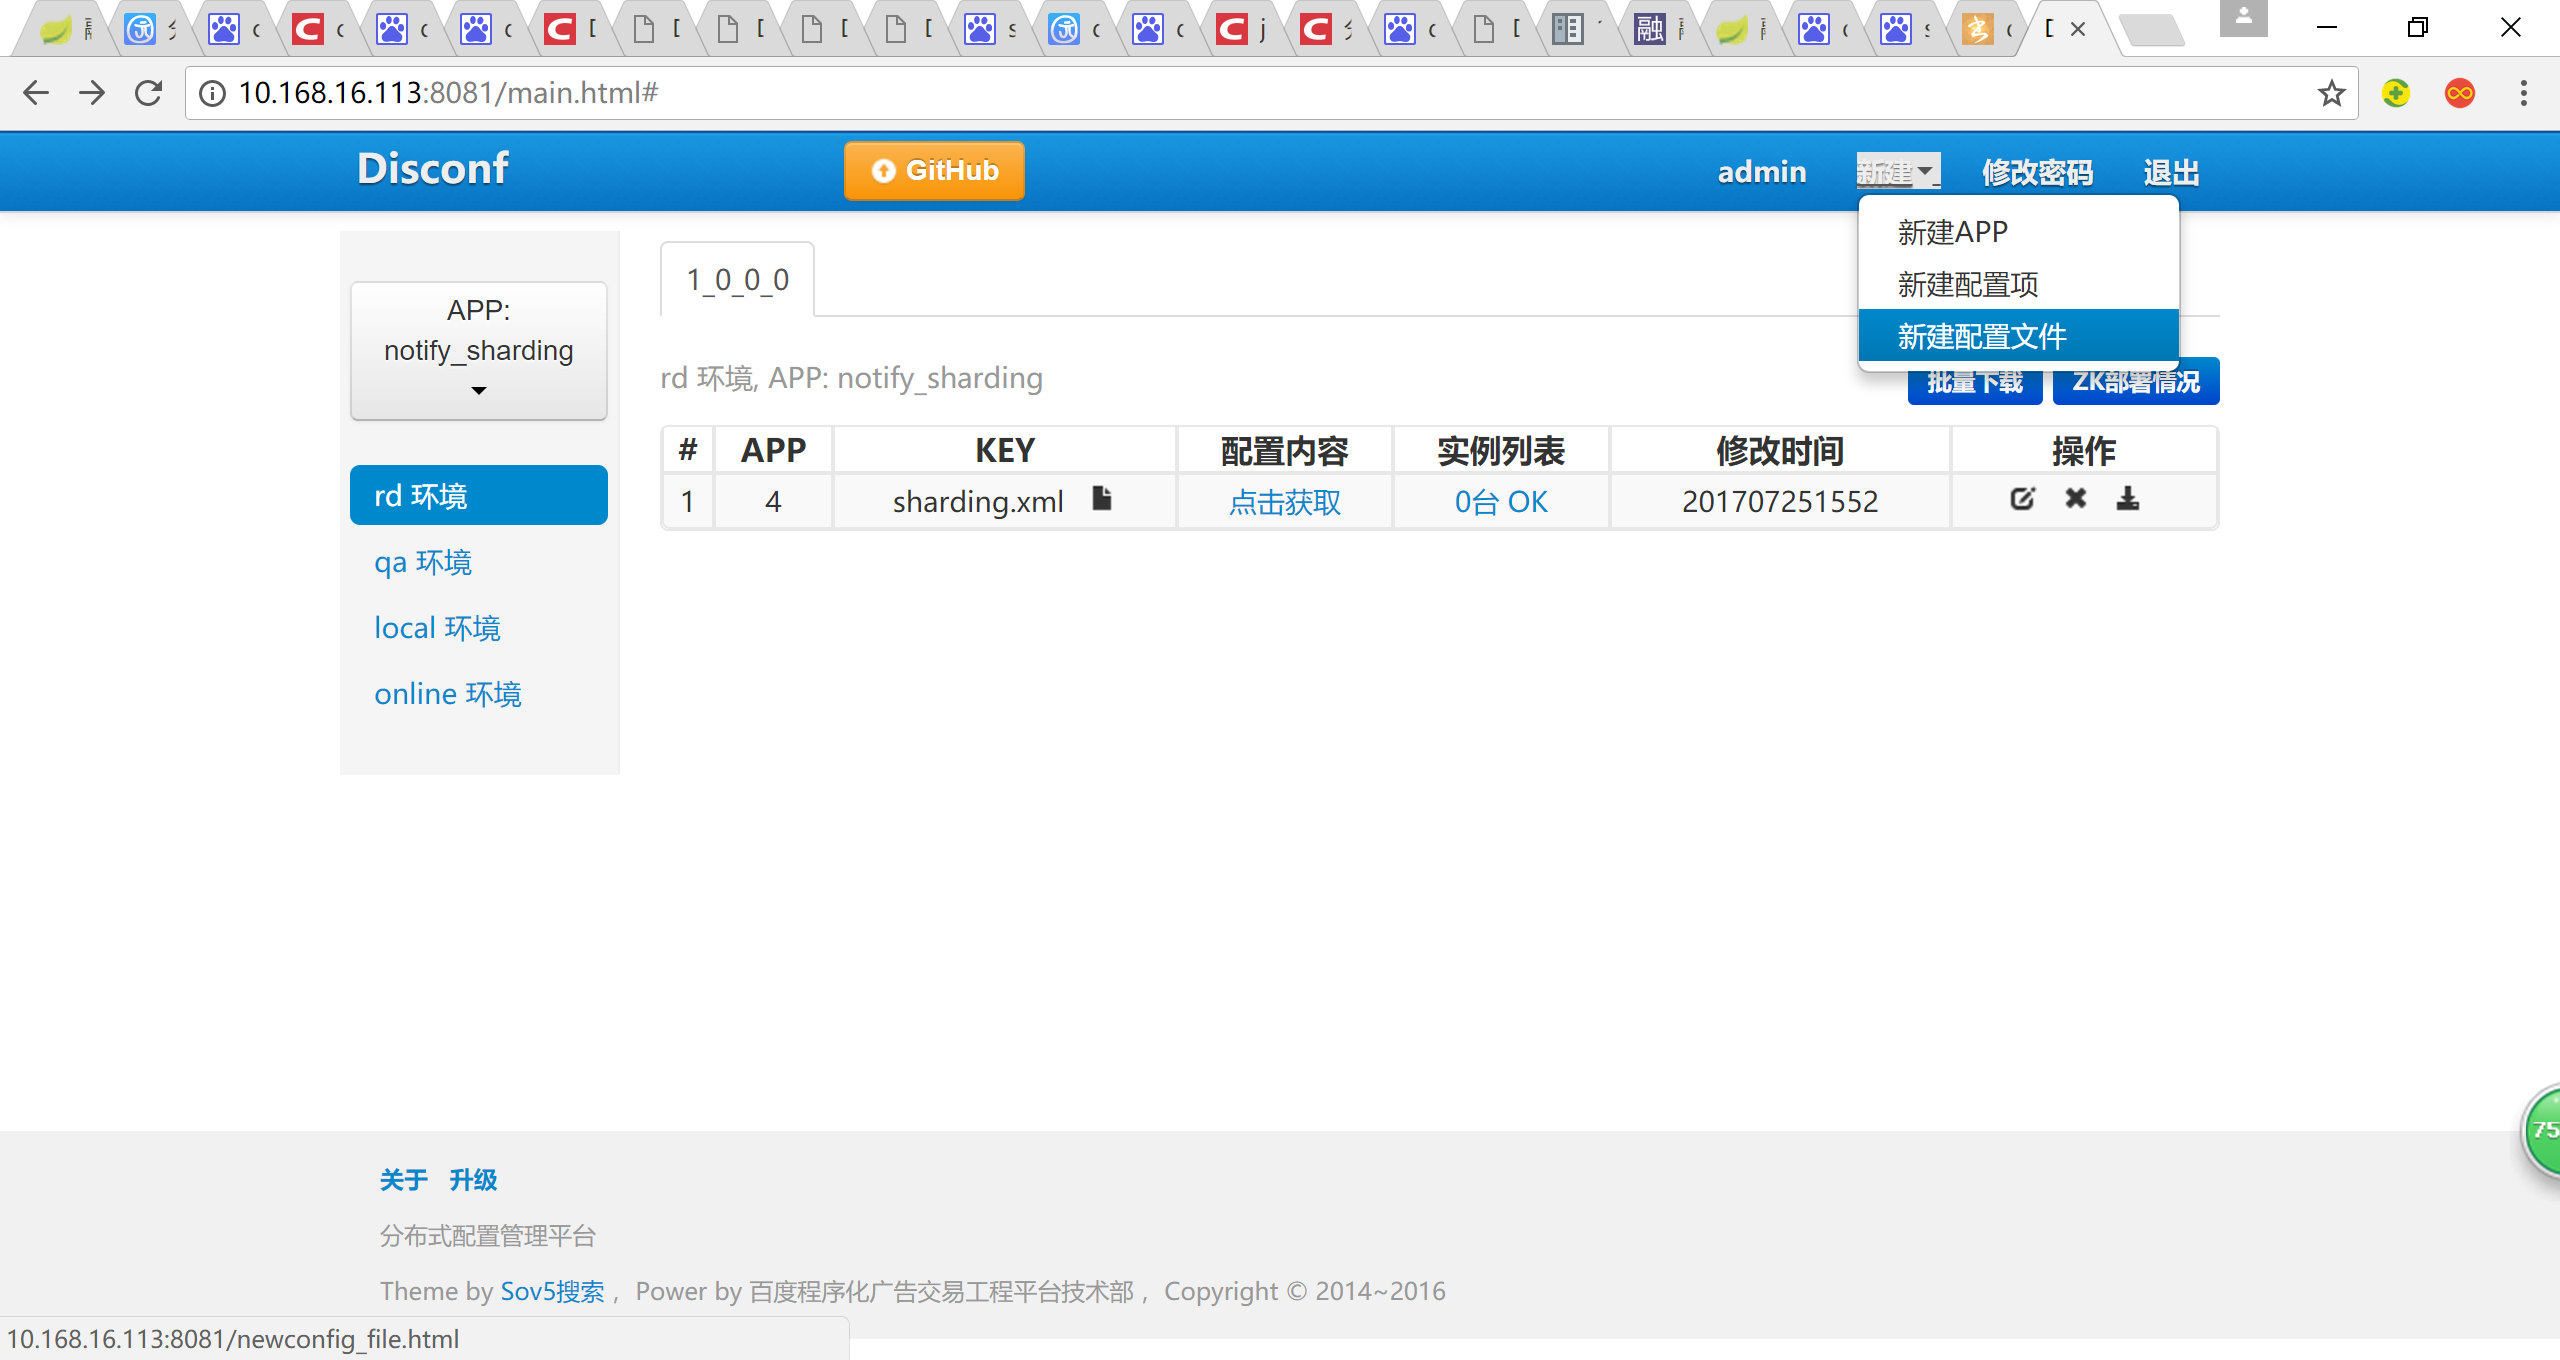 10.168.16.113:8081/main.html#
Disconf
GitHub
admin
新建
修改密码
退出
新建APP
新建配置项
新建配置文件
APP:
notify_sharding
rd 环境
qa 环境
local 环境
online 环境
1_0_0_0
rd 环境, APP: notify_sharding
批量下载
ZK部署情况
# APP KEY 配置内容 实例列表 修改时间 操作
1 4 sharding.xml 点击获取 0台 OK 201707251552
75
关于 升级
分布式配置管理平台
Theme by Sov5搜索 , Power by 百度程序化广告交易工程平台技术部 , Copyright © 2014~2016
10.168.16.113:8081/newconfig_file.html